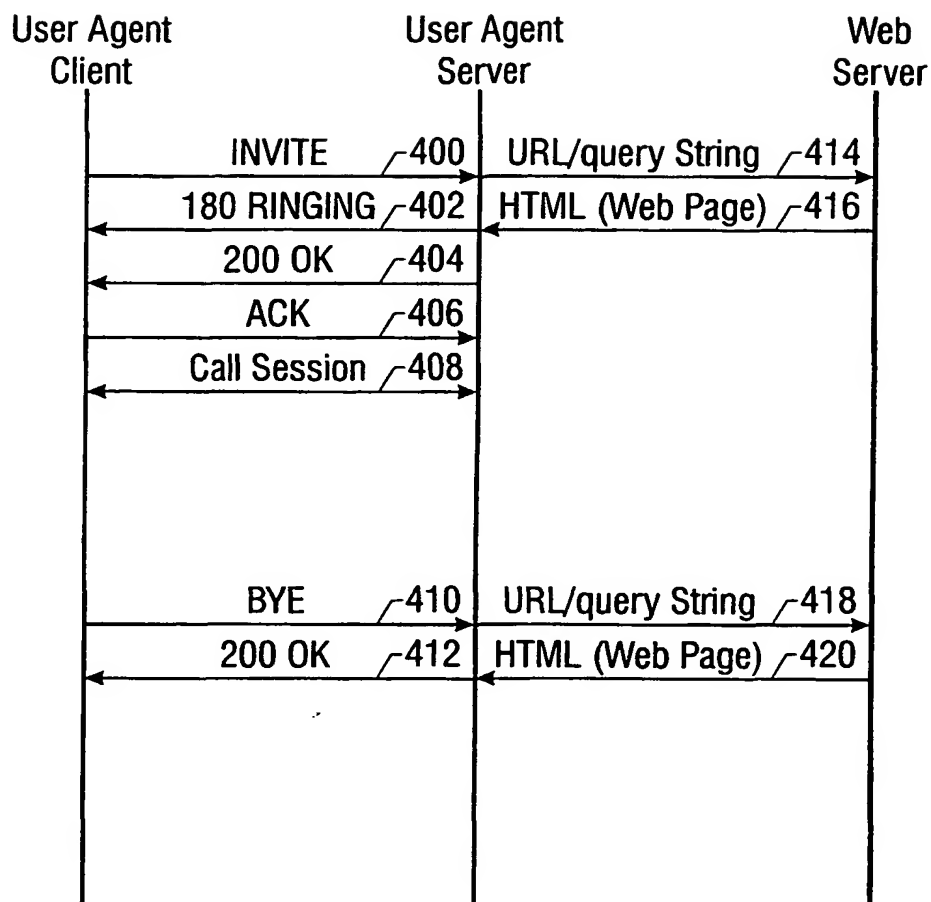 User Agent Client
User Agent Server
Web Server
INVITE 400
URL/query String 414
180 RINGING 402
HTML (Web Page) 416
200 OK 404
ACK 406
Call Session 408
BYE 410
URL/query String 418
200 OK 412
HTML (Web Page) 420